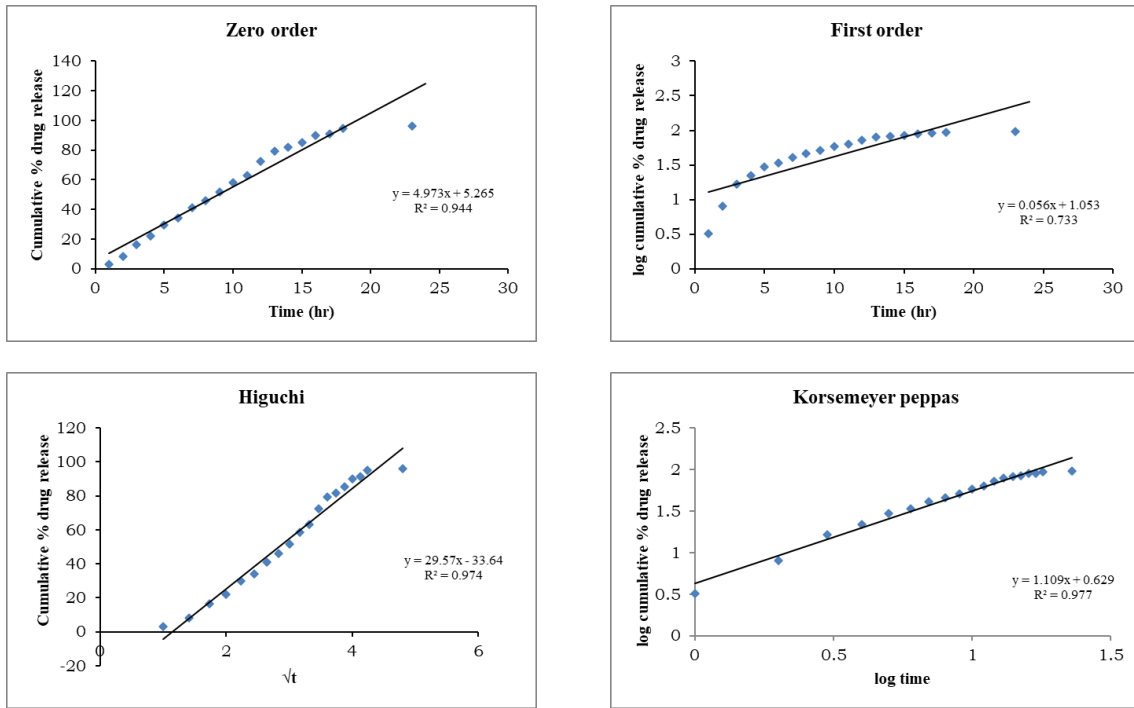 Zero order
Cumulative % drug release
140
120
100
80
60
40
20
0
0 5 10 15 20 25 30
Time (hr)
y = 4.973x + 5.265
R² = 0.944
First order
log cumulative % drug release
3
2.5
2
1.5
1
0.5
0
0 5 10 15 20 25 30
Time (hr)
y = 0.056x + 1.053
R² = 0.733
Higuchi
Cumulative % drug release
120
100
80
60
40
20
0
-20
0 2 4 6
√t
y = 29.57x - 33.64
R² = 0.974
Korsemeyer peppas
log cumulative % drug release
2.5
2
1.5
1
0.5
0
0 0.5 1 1.5
log time
y = 1.109x + 0.629
R² = 0.977